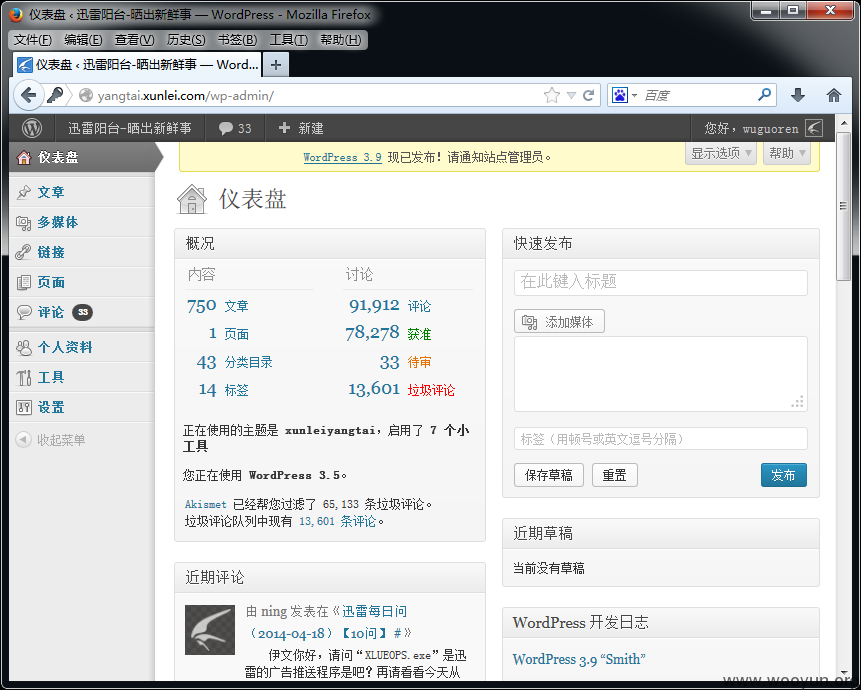 仪表盘 ‹ 迅雷阳台-晒出新鲜事 — WordPress - Mozilla Firefox
文件(F) 编辑(E) 查看(V) 历史(S) 书签(B) 工具(T) 帮助(H)
仪表盘 ‹ 迅雷阳台-晒出新鲜事 — Word...
yangtai.xunlei.com/wp-admin/ 百度
迅雷阳台-晒出新鲜事 33 新建 您好，wuguoren
仪表盘
文章
多媒体
链接
页面
评论 33
个人资料
工具
设置
收起菜单
WordPress 3.9 现已发布！请通知站点管理员。
显示选项 帮助
仪表盘
概况
内容 讨论
750 文章 91,912 评论
1 页面 78,278 获准
43 分类目录 33 待审
14 标签 13,601 垃圾评论
正在使用的主题是 xunleiyangtai，启用了 7 个小
工具
您正在使用 WordPress 3.5。
Akismet 已经帮您过滤了 65,133 条垃圾评论。
垃圾评论队列中现有 13,601 条评论。
近期评论
由 ning 发表在《迅雷每日问
（2014-04-18）【10问】 #》
伊文你好，请问“XLUEOPS.exe”是迅
雷的广告推送程序是吧？再请看看今天从
快速发布
在此键入标题
添加媒体
标签（用顿号或英文逗号分隔）
保存草稿 重置 发布
近期草稿
当前没有草稿
WordPress 开发日志
WordPress 3.9 “Smith”
www.wooyun.org